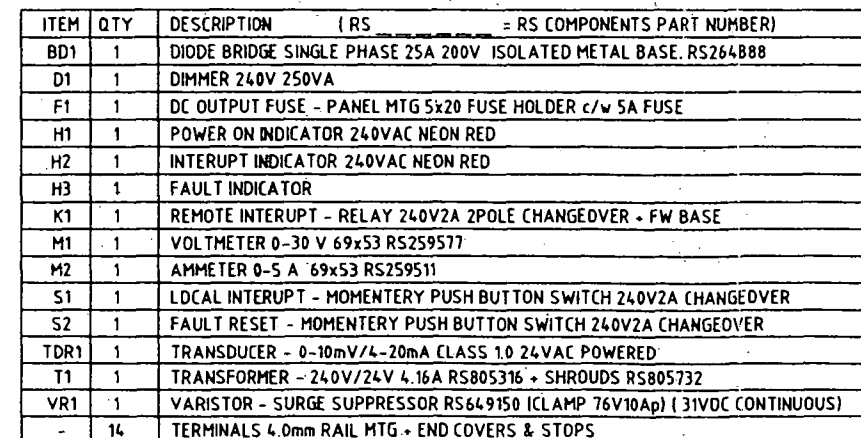 ITEM QTY DESCRIPTION (RS ______ = RS COMPONENTS PART NUMBER)
BD1 1 DIODE BRIDGE SINGLE PHASE 25A 200V ISOLATED METAL BASE. RS264888
D1 1 DIMMER 240V 250VA
F1 1 DC OUTPUT FUSE - PANEL MTG 5x20 FUSE HOLDER c/w 5A FUSE
H1 1 POWER ON INDICATOR 240VAC NEON RED
H2 1 INTERUPT INDICATOR 240VAC NEON RED
H3 1 FAULT INDICATOR
K1 1 REMOTE INTERUPT - RELAY 240V2A 2POLE CHANGEOVER + FW BASE
M1 1 VOLTMETER 0-30 V 69x53 RS259577
M2 1 AMMETER 0-5 A 69x53 RS259511
S1 1 LOCAL INTERUPT - MOMENTERY PUSH BUTTON SWITCH 240V2A CHANGEOVER
S2 1 FAULT RESET - MOMENTERY PUSH BUTTON SWITCH 240V2A CHANGEOVER
TDR1 1 TRANSDUCER - 0-10mV/4-20mA CLASS 1.0 24VAC POWERED
T1 1 TRANSFORMER - 240V/24V 4.16A RS805316 + SHROUDS RS805732
VR1 1 VARISTOR - SURGE SUPPRESSOR RS649150 (CLAMP 76V10Ap) (31VDC CONTINUOUS)
- 14 TERMINALS 4.0mm RAIL MTG + END COVERS & STOPS